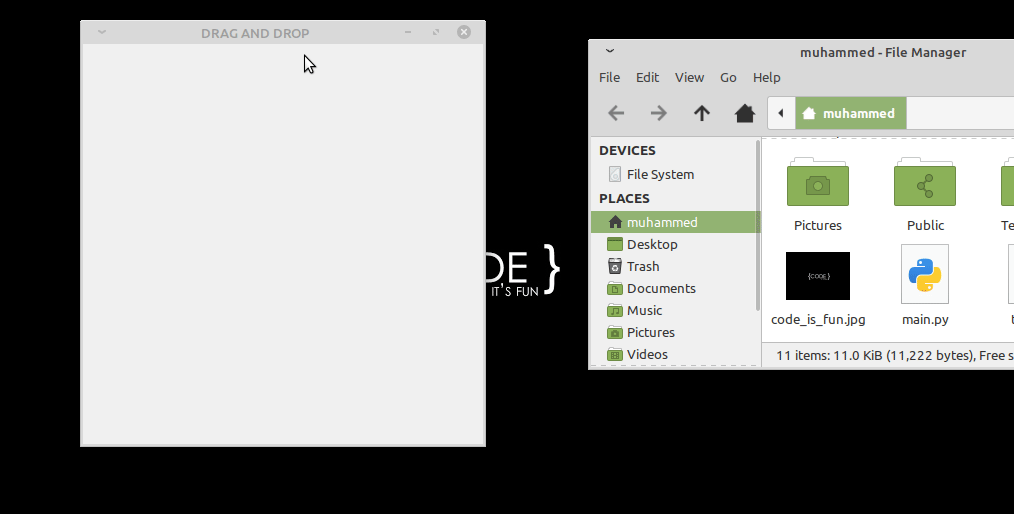 DRAG AND DROP
DE }
IT'S FUN
muhammed - File Manager
File Edit View Go Help
muhammed
DEVICES
File System
PLACES
muhammed
Desktop
Trash
Documents
Music
Pictures
Videos
Pictures
Public
Te
{CODE}
code_is_fun.jpg
main.py
t
11 items: 11.0 KiB (11,222 bytes), Free s